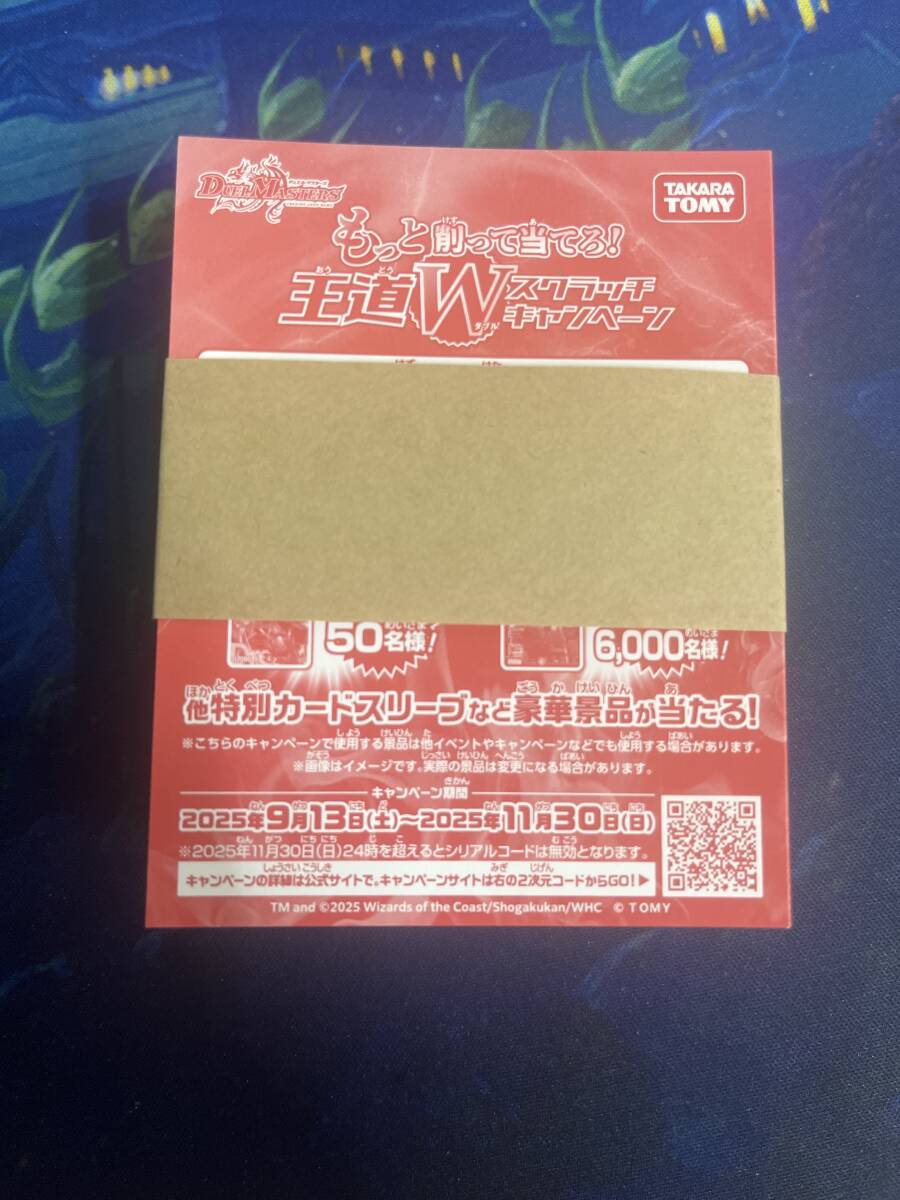 DUEL MASTERS
TAKARA TOMY
もっと削って当てろ!
王道Wスクラッチキャンペーン
50名様!
6,000名様!
他特別カードスリーブなど豪華景品が当たる!
※こちらのキャンペーンで使用する景品は他イベントやキャンペーンなどでも使用する場合があります。
※画像はイメージです。実際の景品は変更になる場合があります。
キャンペーン期間
2025年9月13日(土)〜2025年11月30日(日)
※2025年11月30日(日)24時を超えるとシリアルコードは無効となります。
キャンペーンの詳細は公式サイトで。キャンペーンサイトは右の2次元コードからGO!▶
TM and ©2025 Wizards of the Coast/Shogakukan/WHC © TOMY